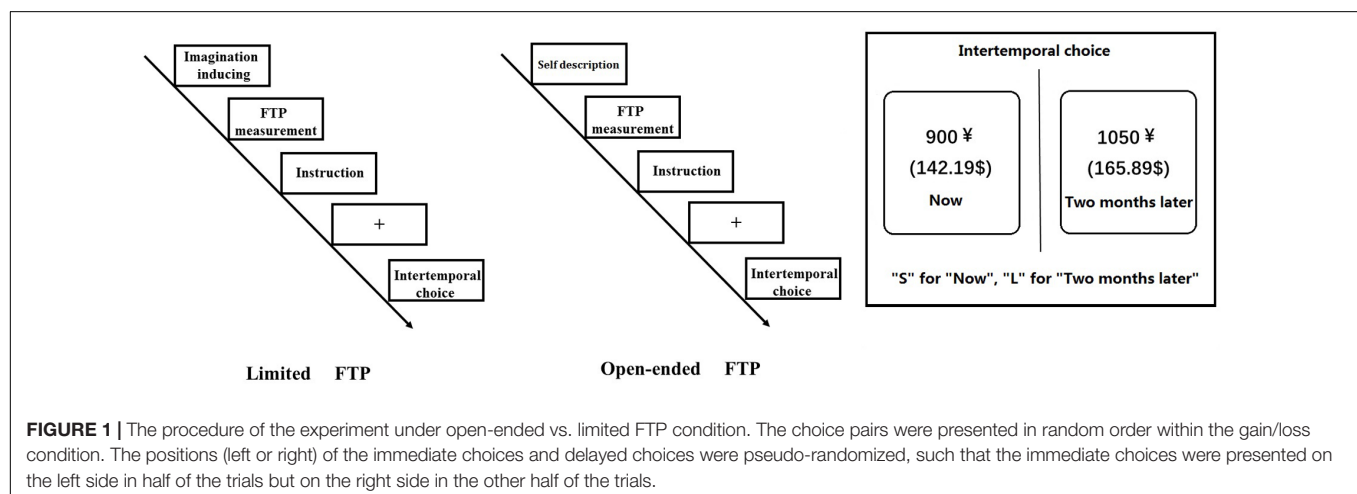 Imagination
inducing
FTP
measurement
Instruction
+
Intertemporal
choice
Limited FTP
Self description
FTP
measurement
Instruction
+
Intertemporal
choice
Open-ended FTP
Intertemporal choice
900 ¥
(142.19$)
Now
1050 ¥
(165.89$)
Two months later
"S" for "Now", "L" for "Two months later"
FIGURE 1 | The procedure of the experiment under open-ended vs. limited FTP condition. The choice pairs were presented in random order within the gain/loss
condition. The positions (left or right) of the immediate choices and delayed choices were pseudo-randomized, such that the immediate choices were presented on
the left side in half of the trials but on the right side in the other half of the trials.